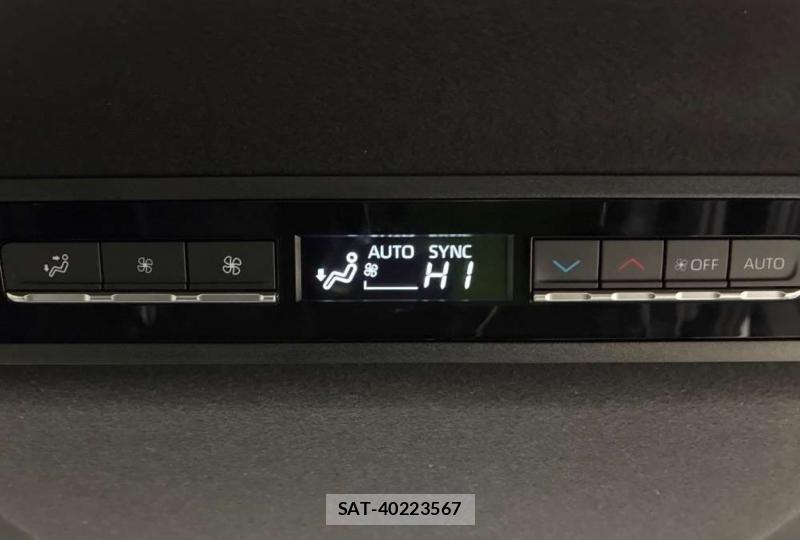 AUTO SYNC
HI
OFF
AUTO
SAT-40223567